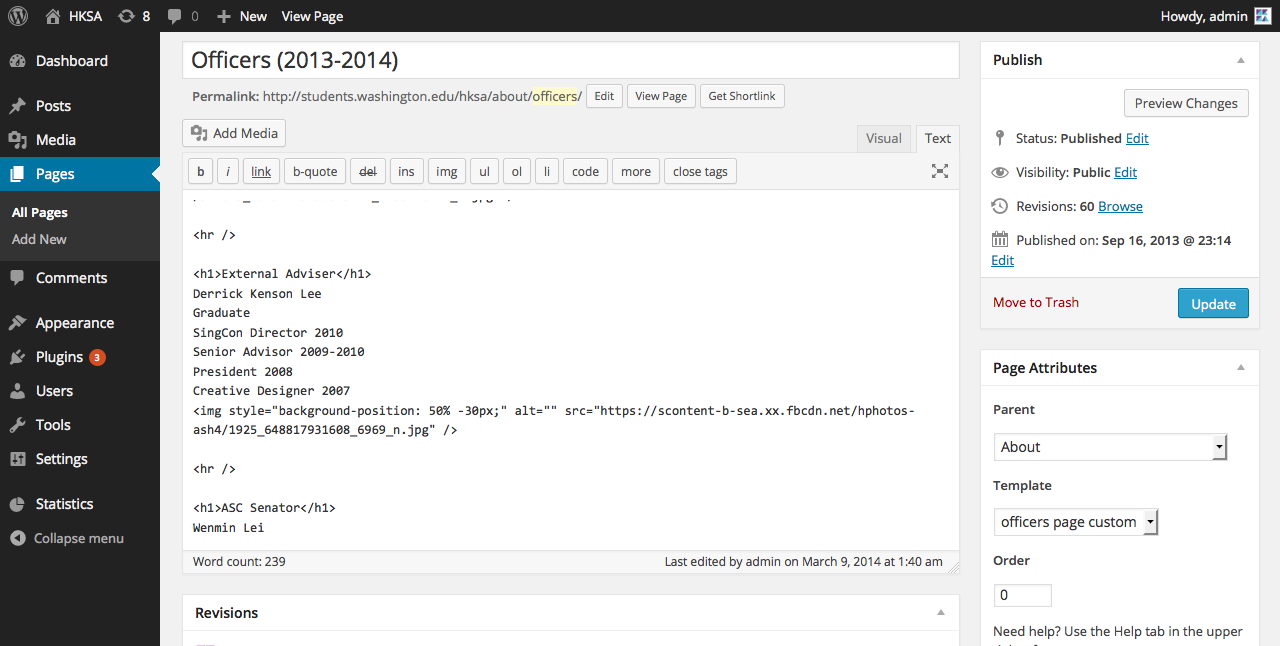 HKSA 8 0 New View Page Howdy, admin
Dashboard
Posts
Media
Pages
All Pages
Add New
Comments
Appearance
Plugins 3
Users
Tools
Settings
Statistics
Collapse menu
Officers (2013-2014)
Permalink: http://students.washington.edu/hksa/about/officers/ Edit View Page Get Shortlink
Add Media
Visual Text
b i link b-quote del ins img ul ol li code more close tags
<hr />
<h1>External Adviser</h1>
Derrick Kenson Lee
Graduate
SingCon Director 2010
Senior Advisor 2009-2010
President 2008
Creative Designer 2007
<img style="background-position: 50% -30px;" alt="" src="https://scontent-b-sea.xx.fbcdn.net/hphotos-
ash4/1925_648817931608_6969_n.jpg" />
<hr />
<h1>ASC Senator</h1>
Wenmin Lei
Word count: 239 Last edited by admin on March 9, 2014 at 1:40 am
Revisions
Publish
Preview Changes
Status: Published Edit
Visibility: Public Edit
Revisions: 60 Browse
Published on: Sep 16, 2013 @ 23:14
Edit
Move to Trash Update
Page Attributes
Parent
About
Template
officers page custom
Order
0
Need help? Use the Help tab in the upper